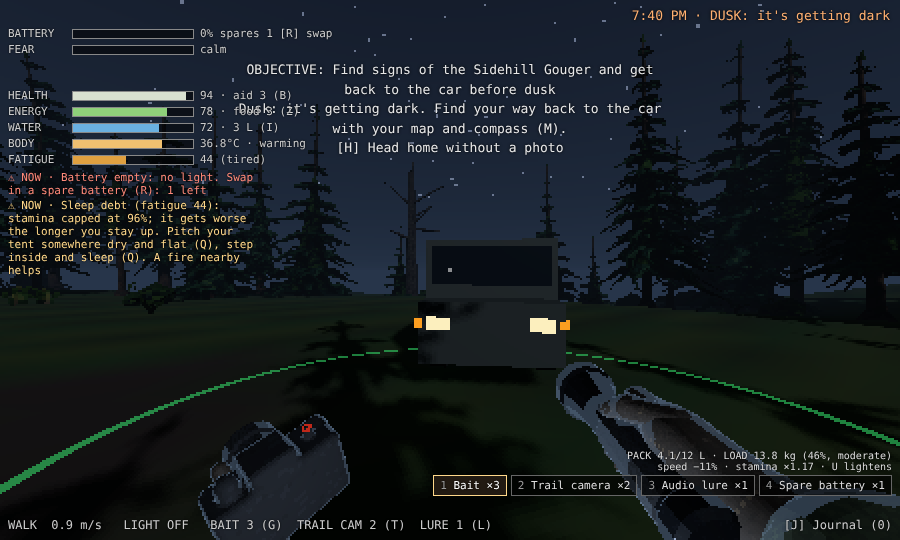 7:40 PM · DUSK: it's getting dark
BATTERY 0% spares 1 [R] swap
FEAR calm
OBJECTIVE: Find signs of the Sidehill Gouger and get
back to the car before dusk
Dusk: it's getting dark. Find your way back to the car
with your map and compass (M).
[H] Head home without a photo
HEALTH 94 · aid 3 (B)
ENERGY 78 · food
WATER 72 · 3 L (I)
BODY 36.8°C · warming
FATIGUE 44 (tired)
⚠ NOW · Battery empty: no light. Swap
in a spare battery (R): 1 left
⚠ NOW · Sleep debt (fatigue 44):
stamina capped at 96%; it gets worse
the longer you stay up. Pitch your
tent somewhere dry and flat (Q), step
inside and sleep (Q). A fire nearby
helps
PACK 4.1/12 L · LOAD 13.8 kg (46%, moderate)
speed −11% · stamina ×1.17 · U lightens
1 Bait ×3 2 Trail camera ×2 3 Audio lure ×1 4 Spare battery ×1
WALK 0.9 m/s LIGHT OFF BAIT 3 (G) TRAIL CAM 2 (T) LURE 1 (L) [J] Journal (0)